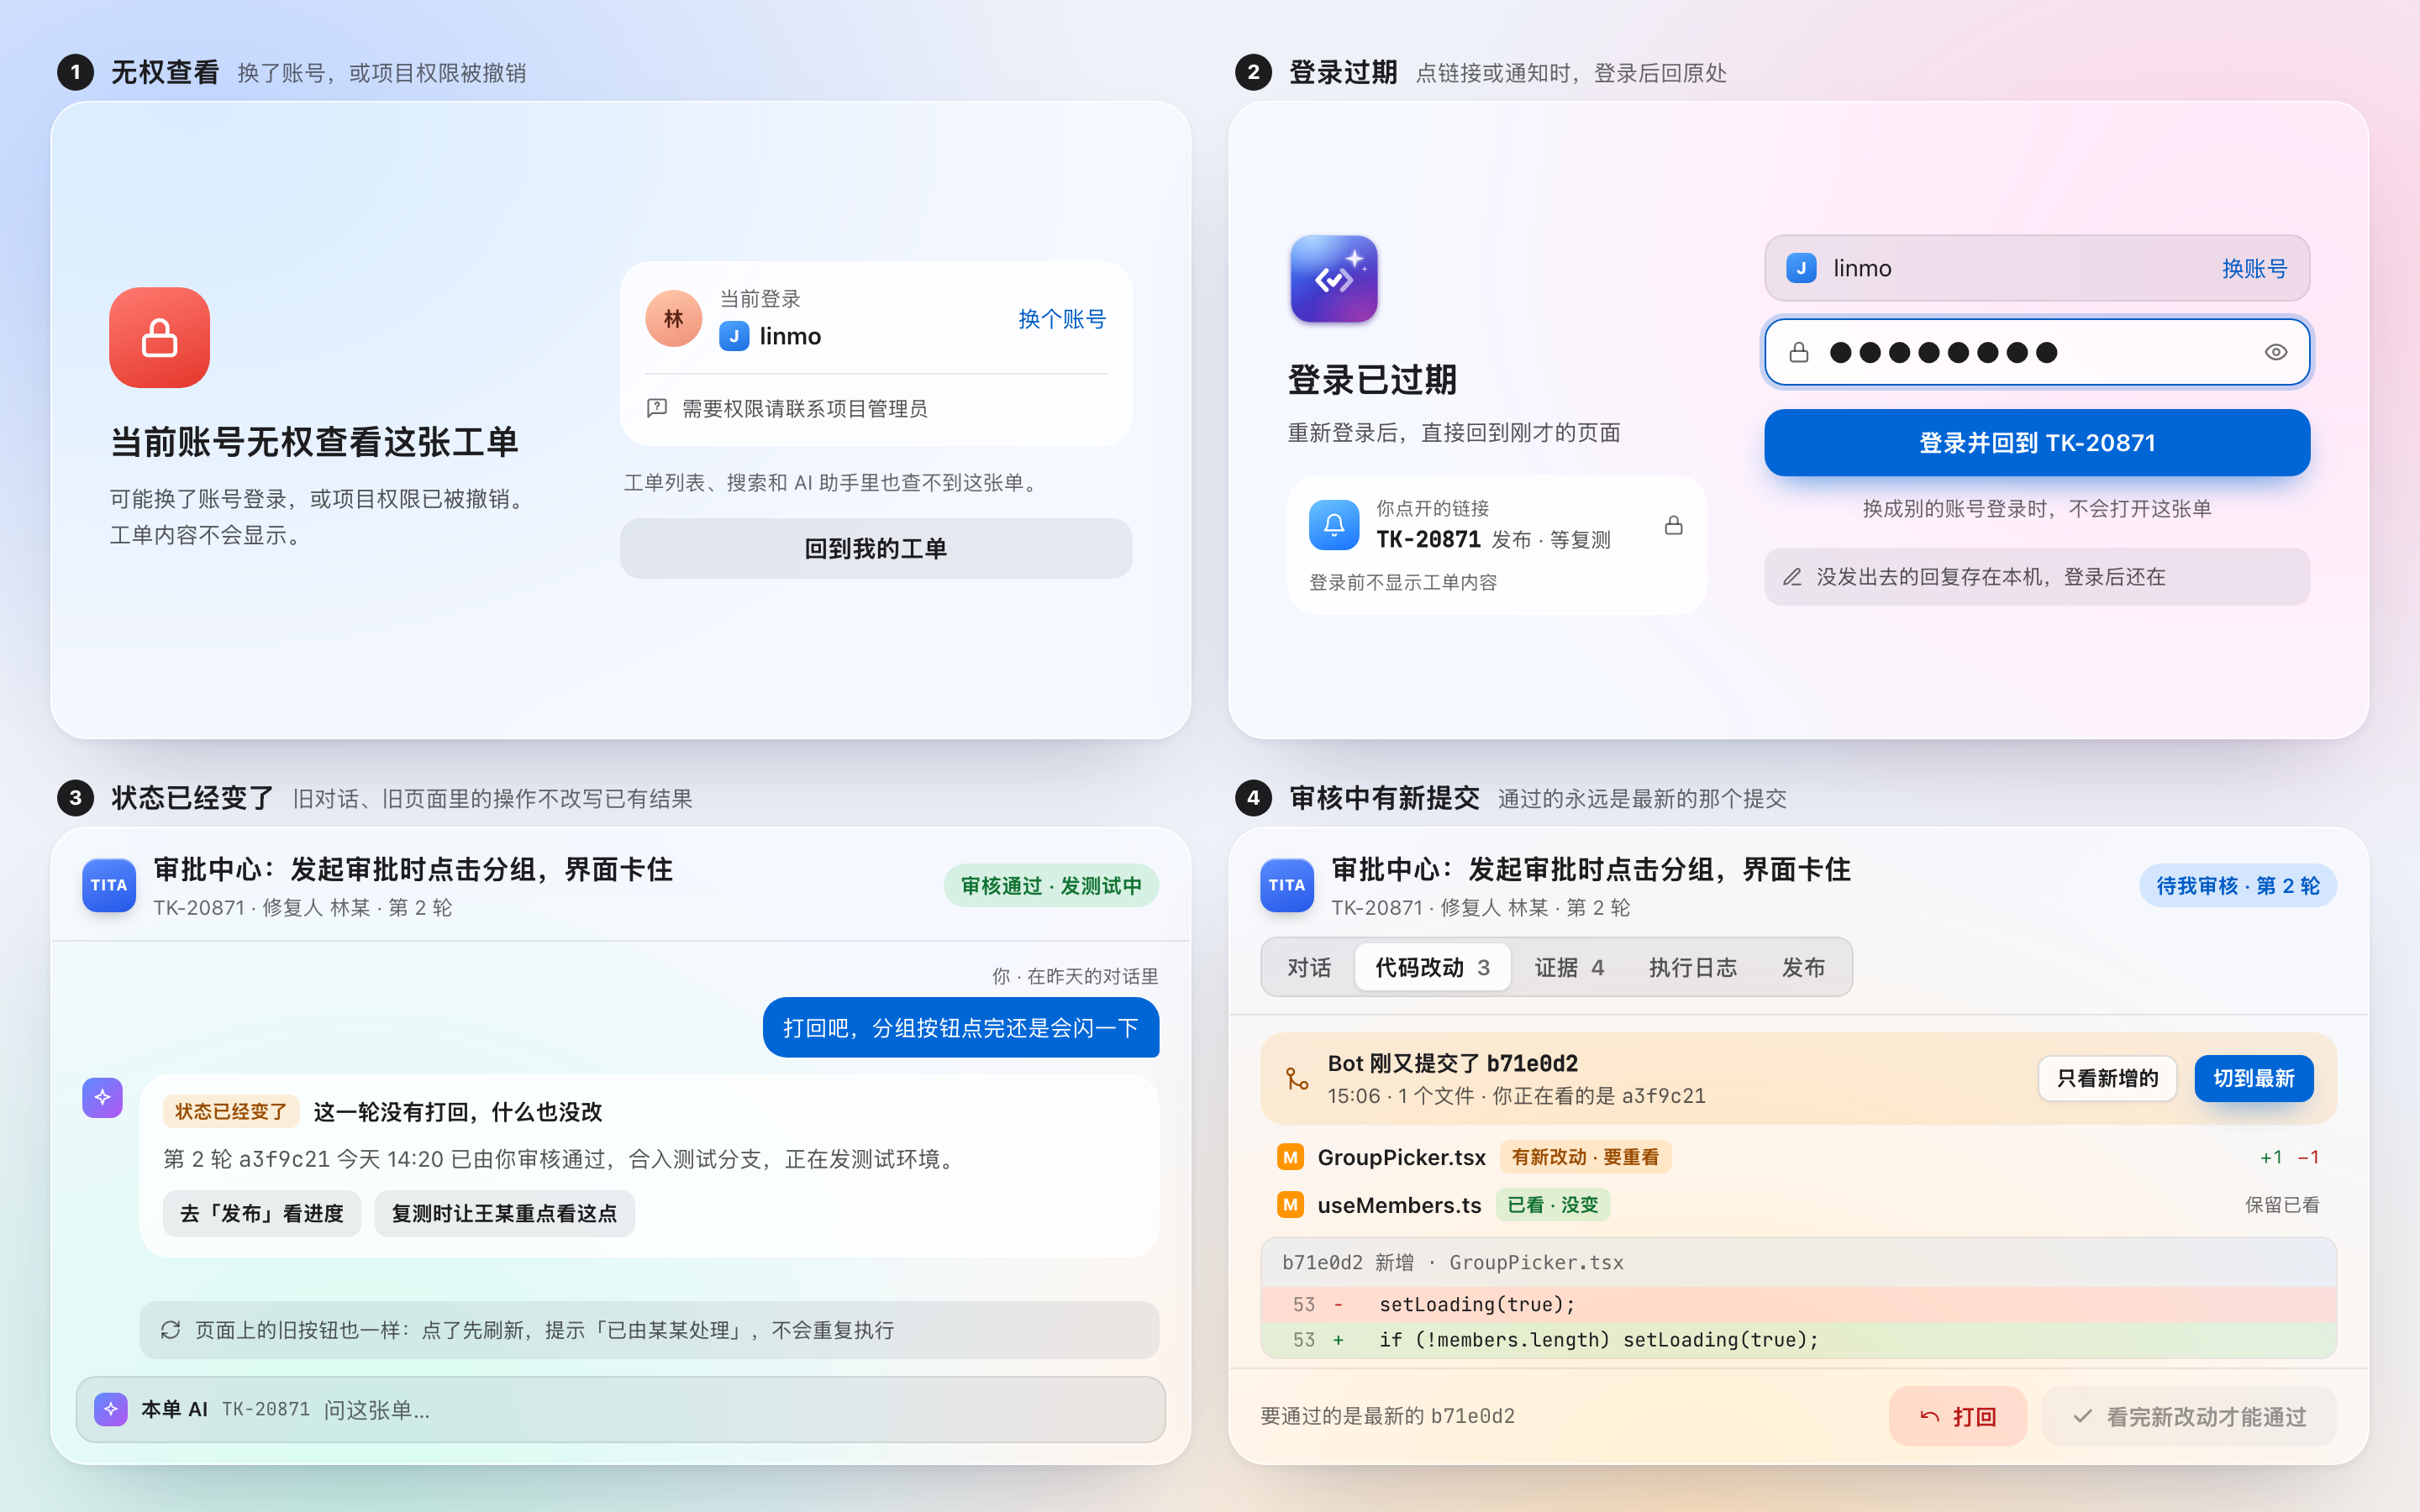 1 无权查看 换了账号，或项目权限被撤销
当前账号无权查看这张工单
可能换了账号登录，或项目权限已被撤销。
工单内容不会显示。
林
当前登录
J linmo
换个账号
需要权限请联系项目管理员
工单列表、搜索和 AI 助手里也查不到这张单。
回到我的工单
2 登录过期 点链接或通知时，登录后回原处
登录已过期
重新登录后，直接回到刚才的页面
你点开的链接
TK-20871 发布 · 等复测
登录前不显示工单内容
J linmo 换账号
登录并回到 TK-20871
换成别的账号登录时，不会打开这张单
没发出去的回复存在本机，登录后还在
3 状态已经变了 旧对话、旧页面里的操作不改写已有结果
TITA
审批中心：发起审批时点击分组，界面卡住
TK-20871 · 修复人 林某 · 第 2 轮
审核通过 · 发测试中
你 · 在昨天的对话里
打回吧，分组按钮点完还是会闪一下
状态已经变了 这一轮没有打回，什么也没改
第 2 轮 a3f9c21 今天 14:20 已由你审核通过，合入测试分支，正在发测试环境。
去「发布」看进度 复测时让王某重点看这点
页面上的旧按钮也一样：点了先刷新，提示「已由某某处理」，不会重复执行
本单 AI TK-20871 问这张单...
4 审核中有新提交 通过的永远是最新的那个提交
TITA
审批中心：发起审批时点击分组，界面卡住
TK-20871 · 修复人 林某 · 第 2 轮
待我审核 · 第 2 轮
对话 代码改动 3 证据 4 执行日志 发布
Bot 刚又提交了 b71e0d2
15:06 · 1 个文件 · 你正在看的是 a3f9c21
只看新增的 切到最新
M GroupPicker.tsx 有新改动 · 要重看 +1 −1
M useMembers.ts 已看 · 没变 保留已看
b71e0d2 新增 · GroupPicker.tsx
53 - setLoading(true);
53 + if (!members.length) setLoading(true);
要通过的是最新的 b71e0d2
打回 看完新改动才能通过